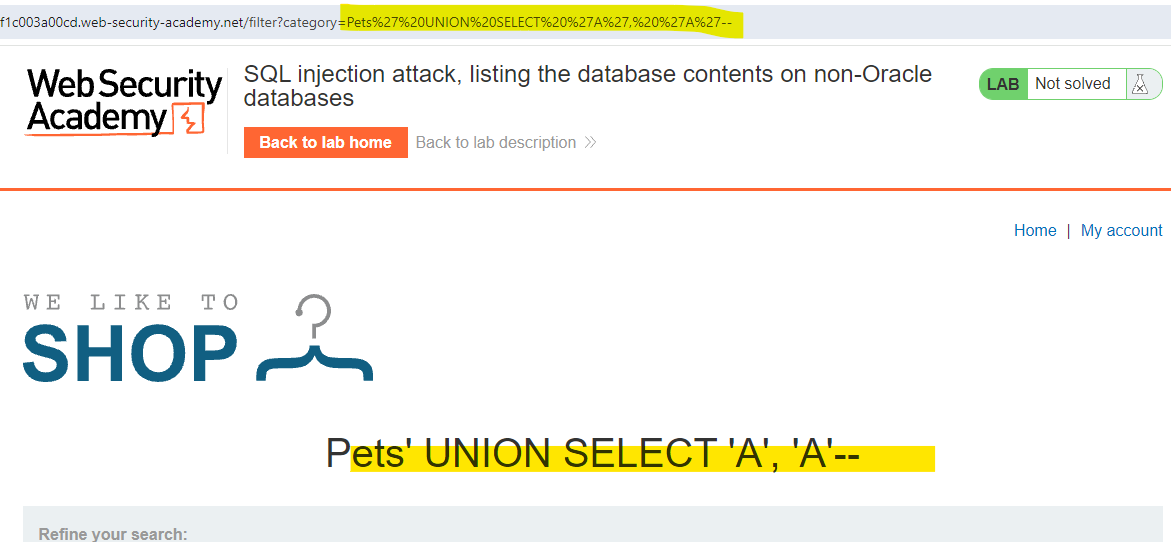 f1c003a00cd.web-security-academy.net/filter?category=Pets%27%20UNION%20SELECT%20%27A%27,%20%27A%27--
WebSecurity
Academy
SQL injection attack, listing the database contents on non-Oracle
databases
LAB Not solved
Back to lab home Back to lab description
Home | My account
WE LIKE TO
SHOP
Pets' UNION SELECT 'A', 'A'--
Refine your search: